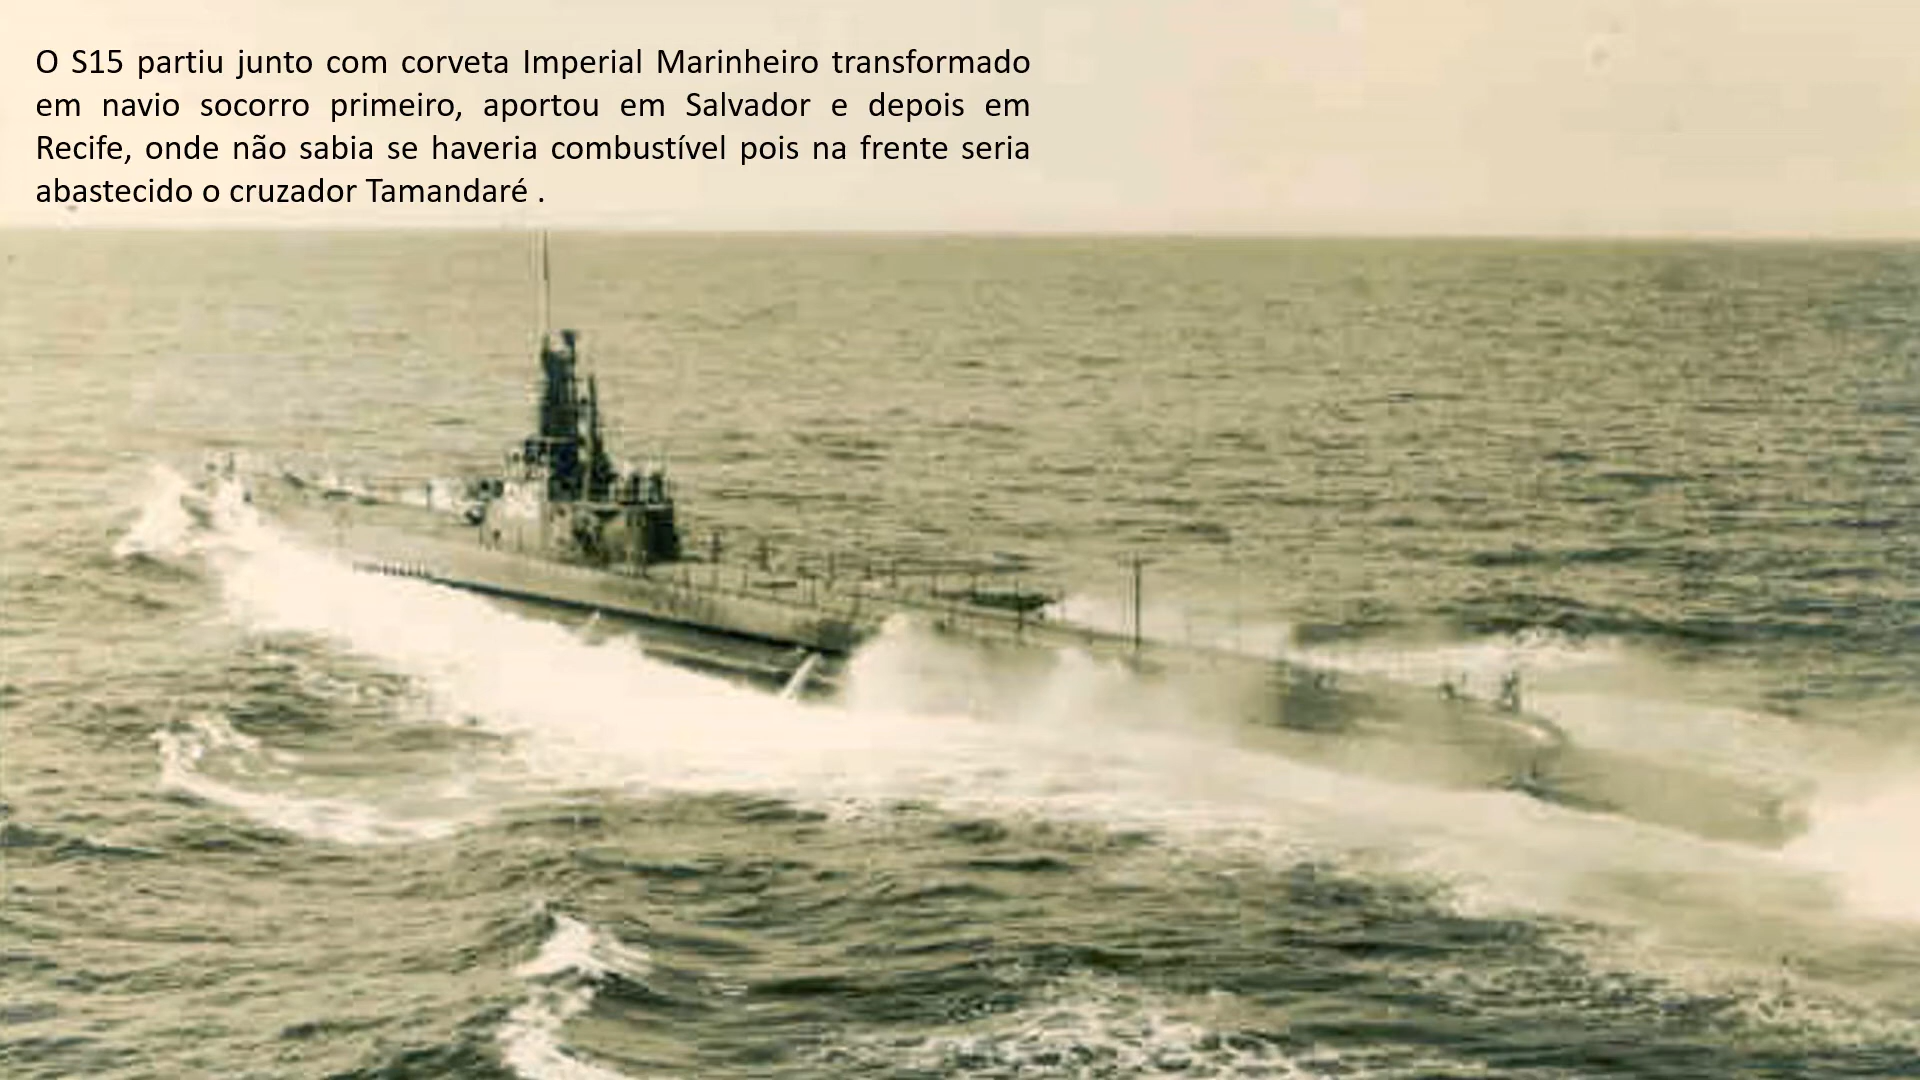 O S15 partiu junto com corveta Imperial Marinheiro transformado
em navio socorro primeiro, aportou em Salvador e depois em
Recife, onde não sabia se haveria combustível pois na frente seria
abastecido o cruzador Tamandaré .